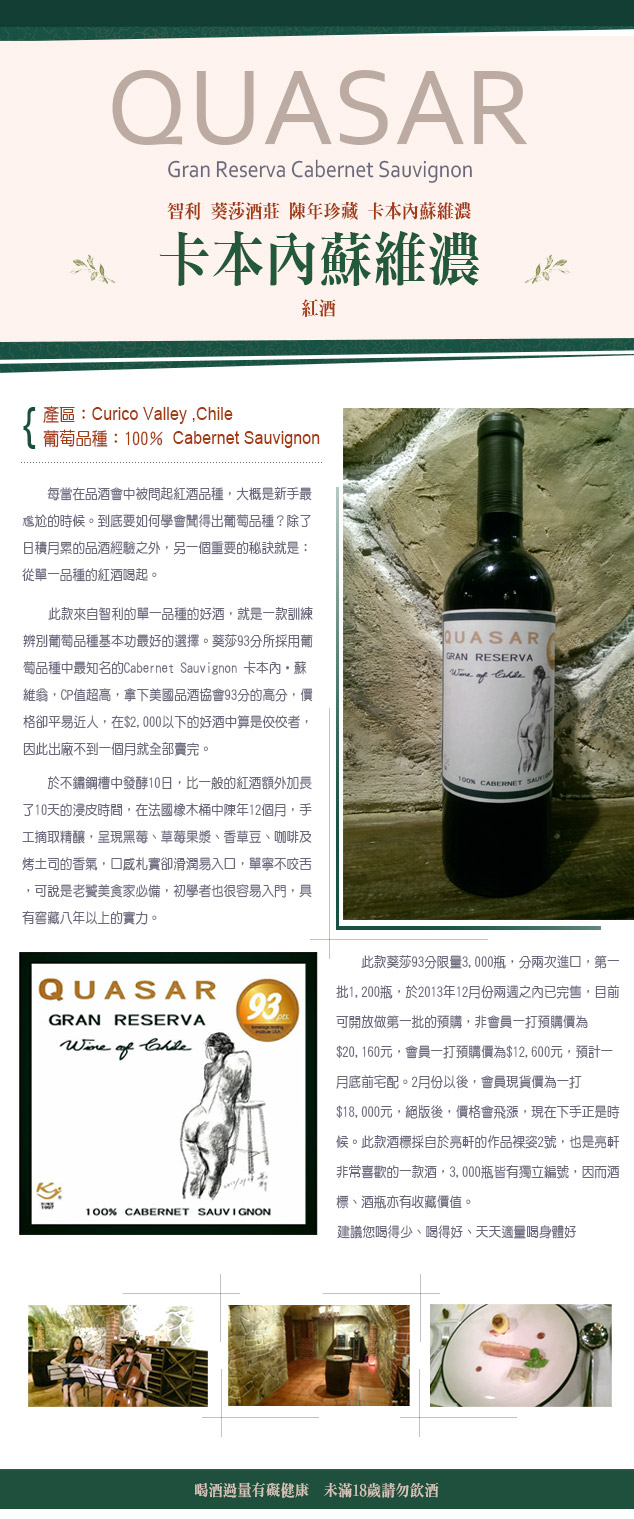 QUASAR
Gran Reserva Cabernet Sauvignon
智利 葵莎酒莊 陳年珍藏 卡本內蘇維濃
卡本內蘇維濃
紅酒
產區：Curico Valley ,Chile
葡萄品種：100% Cabernet Sauvignon
每當在品酒會中被問起紅酒品種，大概是新手最
尷尬的時候。到底要如何學會聞得出葡萄品種？除了
日積月累的品酒經驗之外，另一個重要的秘訣就是：
從單一品種的紅酒喝起。
此款來自智利的單一品種的好酒，就是一款訓練
辨別葡萄品種基本功最好的選擇。葵莎93分所採用葡
萄品種中最知名的Cabernet Sauvignon 卡本內‧蘇
維翁，CP值超高，拿下美國品酒協會93分的高分，價
格卻平易近人，在$2,000以下的好酒中算是佼佼者，
因此出廠不到一個月就全部賣完。
於不鏽鋼槽中發酵10日，比一般的紅酒額外加長
了10天的浸皮時間，在法國橡木桶中陳年12個月，手
工摘取精釀，呈現黑莓、草莓果漿、香草豆、咖啡及
烤土司的香氣，口感札實卻滑潤易入口，單寧不咬舌
，可說是老饕美食家必備，初學者也很容易入門，具
有窖藏八年以上的實力。
QUASAR
GRAN RESERVA
Wine of Chile
100% CABERNET SAUVI
QUASAR
GRAN RESERVA
Wine of Chile
93 pts.
beverage testing
institute USA
SINCE
1997
100% CABERNET SAUVIGNON
此款葵莎93分限量3,000瓶，分兩次進口，第一
批1,200瓶，於2013年12月份兩週之內已完售，目前
可開放做第一批的預購，非會員一打預購價為
$20,160元，會員一打預購價為$12,600元，預計一
月底前宅配。2月份以後，會員現貨價為一打
$18,000元，絕版後，價格會飛漲，現在下手正是時
候。此款酒標採自於亮軒的作品裸姿2號，也是亮軒
非常喜歡的一款酒，3,000瓶皆有獨立編號，因而酒
標、酒瓶亦有收藏價值。
建議您喝得少、喝得好、天天適量喝身體好
喝酒過量有礙健康 未滿18歲請勿飲酒